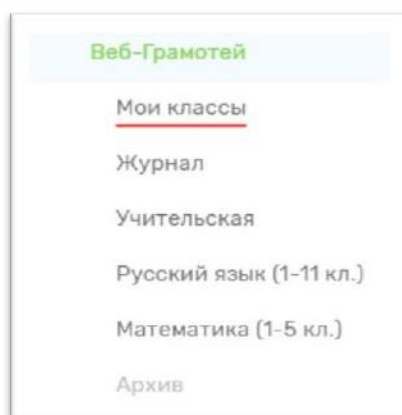 Веб-Грамотей
Мои классы
Журнал
Учительская
Русский язык (1-11 кл.)
Математика (1-5 кл.)
Архив